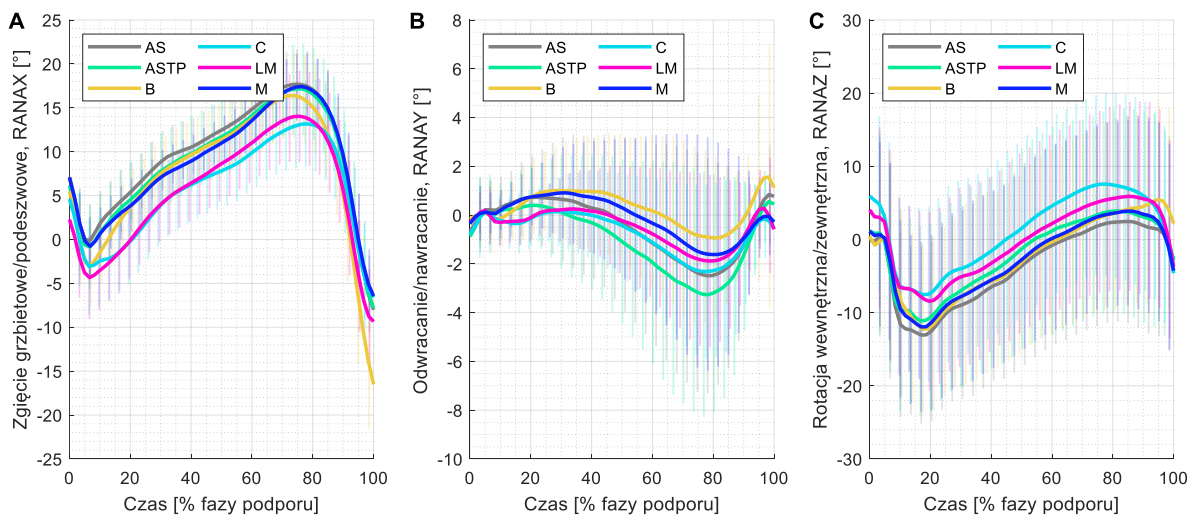 A
Zgięcie grzbietowe/podeszwowe, RANAX [°]
25
20
15
10
5
0
-5
-10
-15
-20
-25
AS
ASTP
B
C
LM
M
0
20
40
60
80
100
Czas [% fazy podporu]
B
Odwracanie/nawracanie, RANAY [°]
8
6
4
2
0
-2
-4
-6
-8
-10
AS
ASTP
B
C
LM
M
0
20
40
60
80
100
Czas [% fazy podporu]
C
Rotacja wewnętrzna/zewnętrzna, RANAZ [°]
30
20
10
0
-10
-20
-30
AS
ASTP
B
C
LM
M
0
20
40
60
80
100
Czas [% fazy podporu]